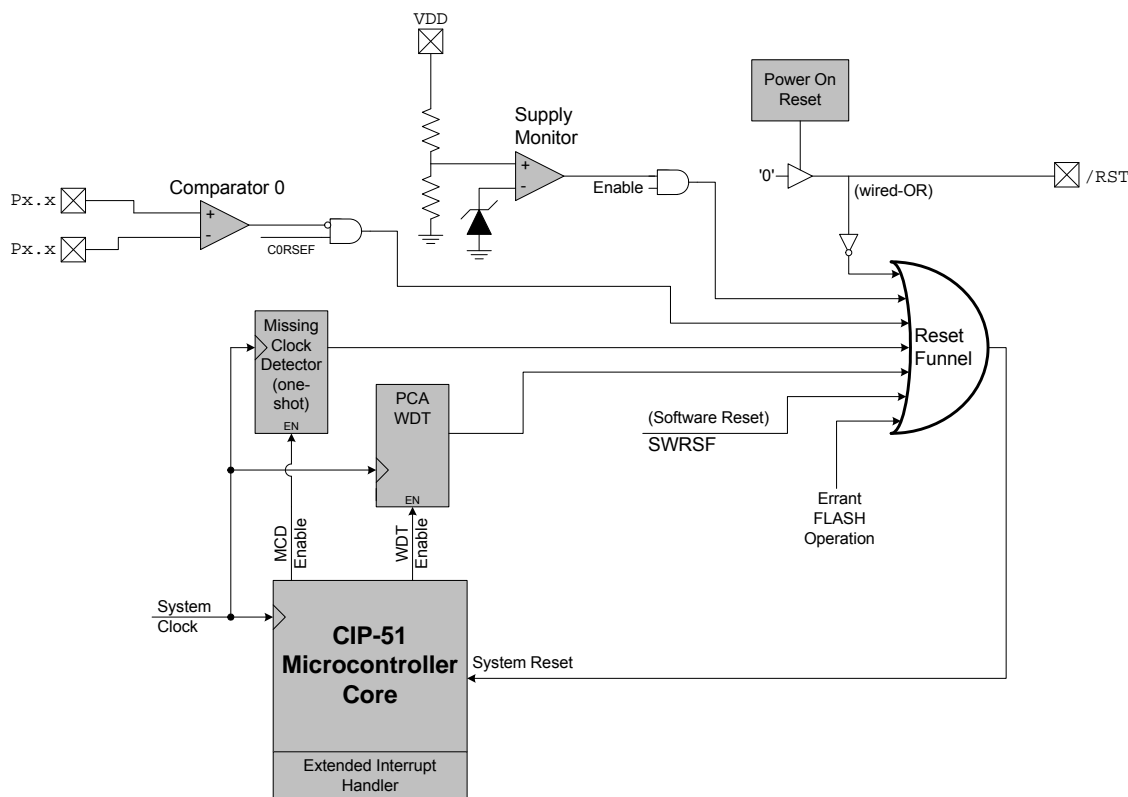 VDD
Power On
Reset
Supply
Monitor
+
-
Enable
'0'
(wired-OR)
/RST
Comparator 0
Px.x
+
Px.x
-
C0RSEF
Missing
Clock
Detector
(one-
shot)
EN
Reset
Funnel
PCA
WDT
EN
(Software Reset)
SWRSF
Errant
FLASH
Operation
MCD
Enable
WDT
Enable
System
Clock
CIP-51
Microcontroller
Core
System Reset
Extended Interrupt
Handler